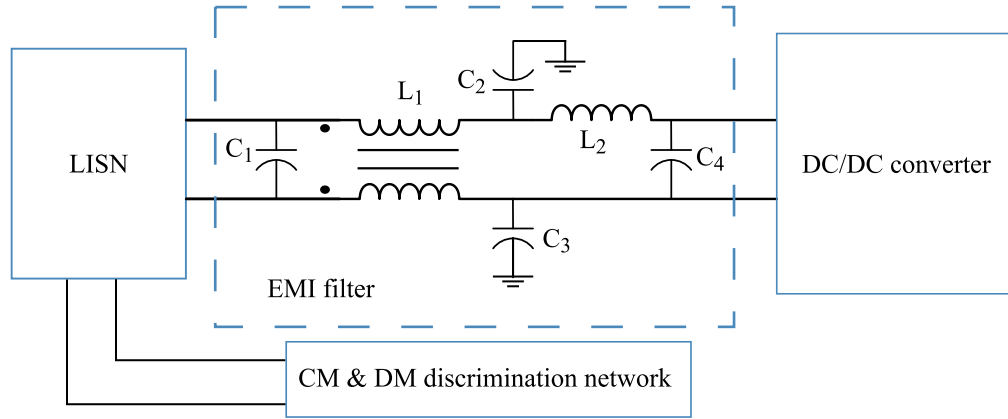 C₂
L₁
C₁
L₂
LISN
C₄
DC/DC converter
C₃
EMI filter
CM & DM discrimination network